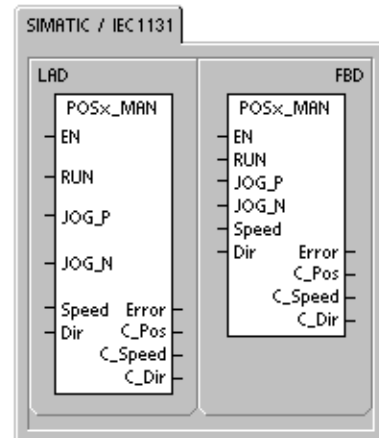 SIMATIC / IEC1131
LAD
POSx_MAN
EN
RUN
JOG_P
JOG_N
Speed Error
Dir C_Pos
C_Speed
C_Dir
FBD
POSx_MAN
EN
RUN
JOG_P
JOG_N
Speed
Dir Error
C_Pos
C_Speed
C_Dir